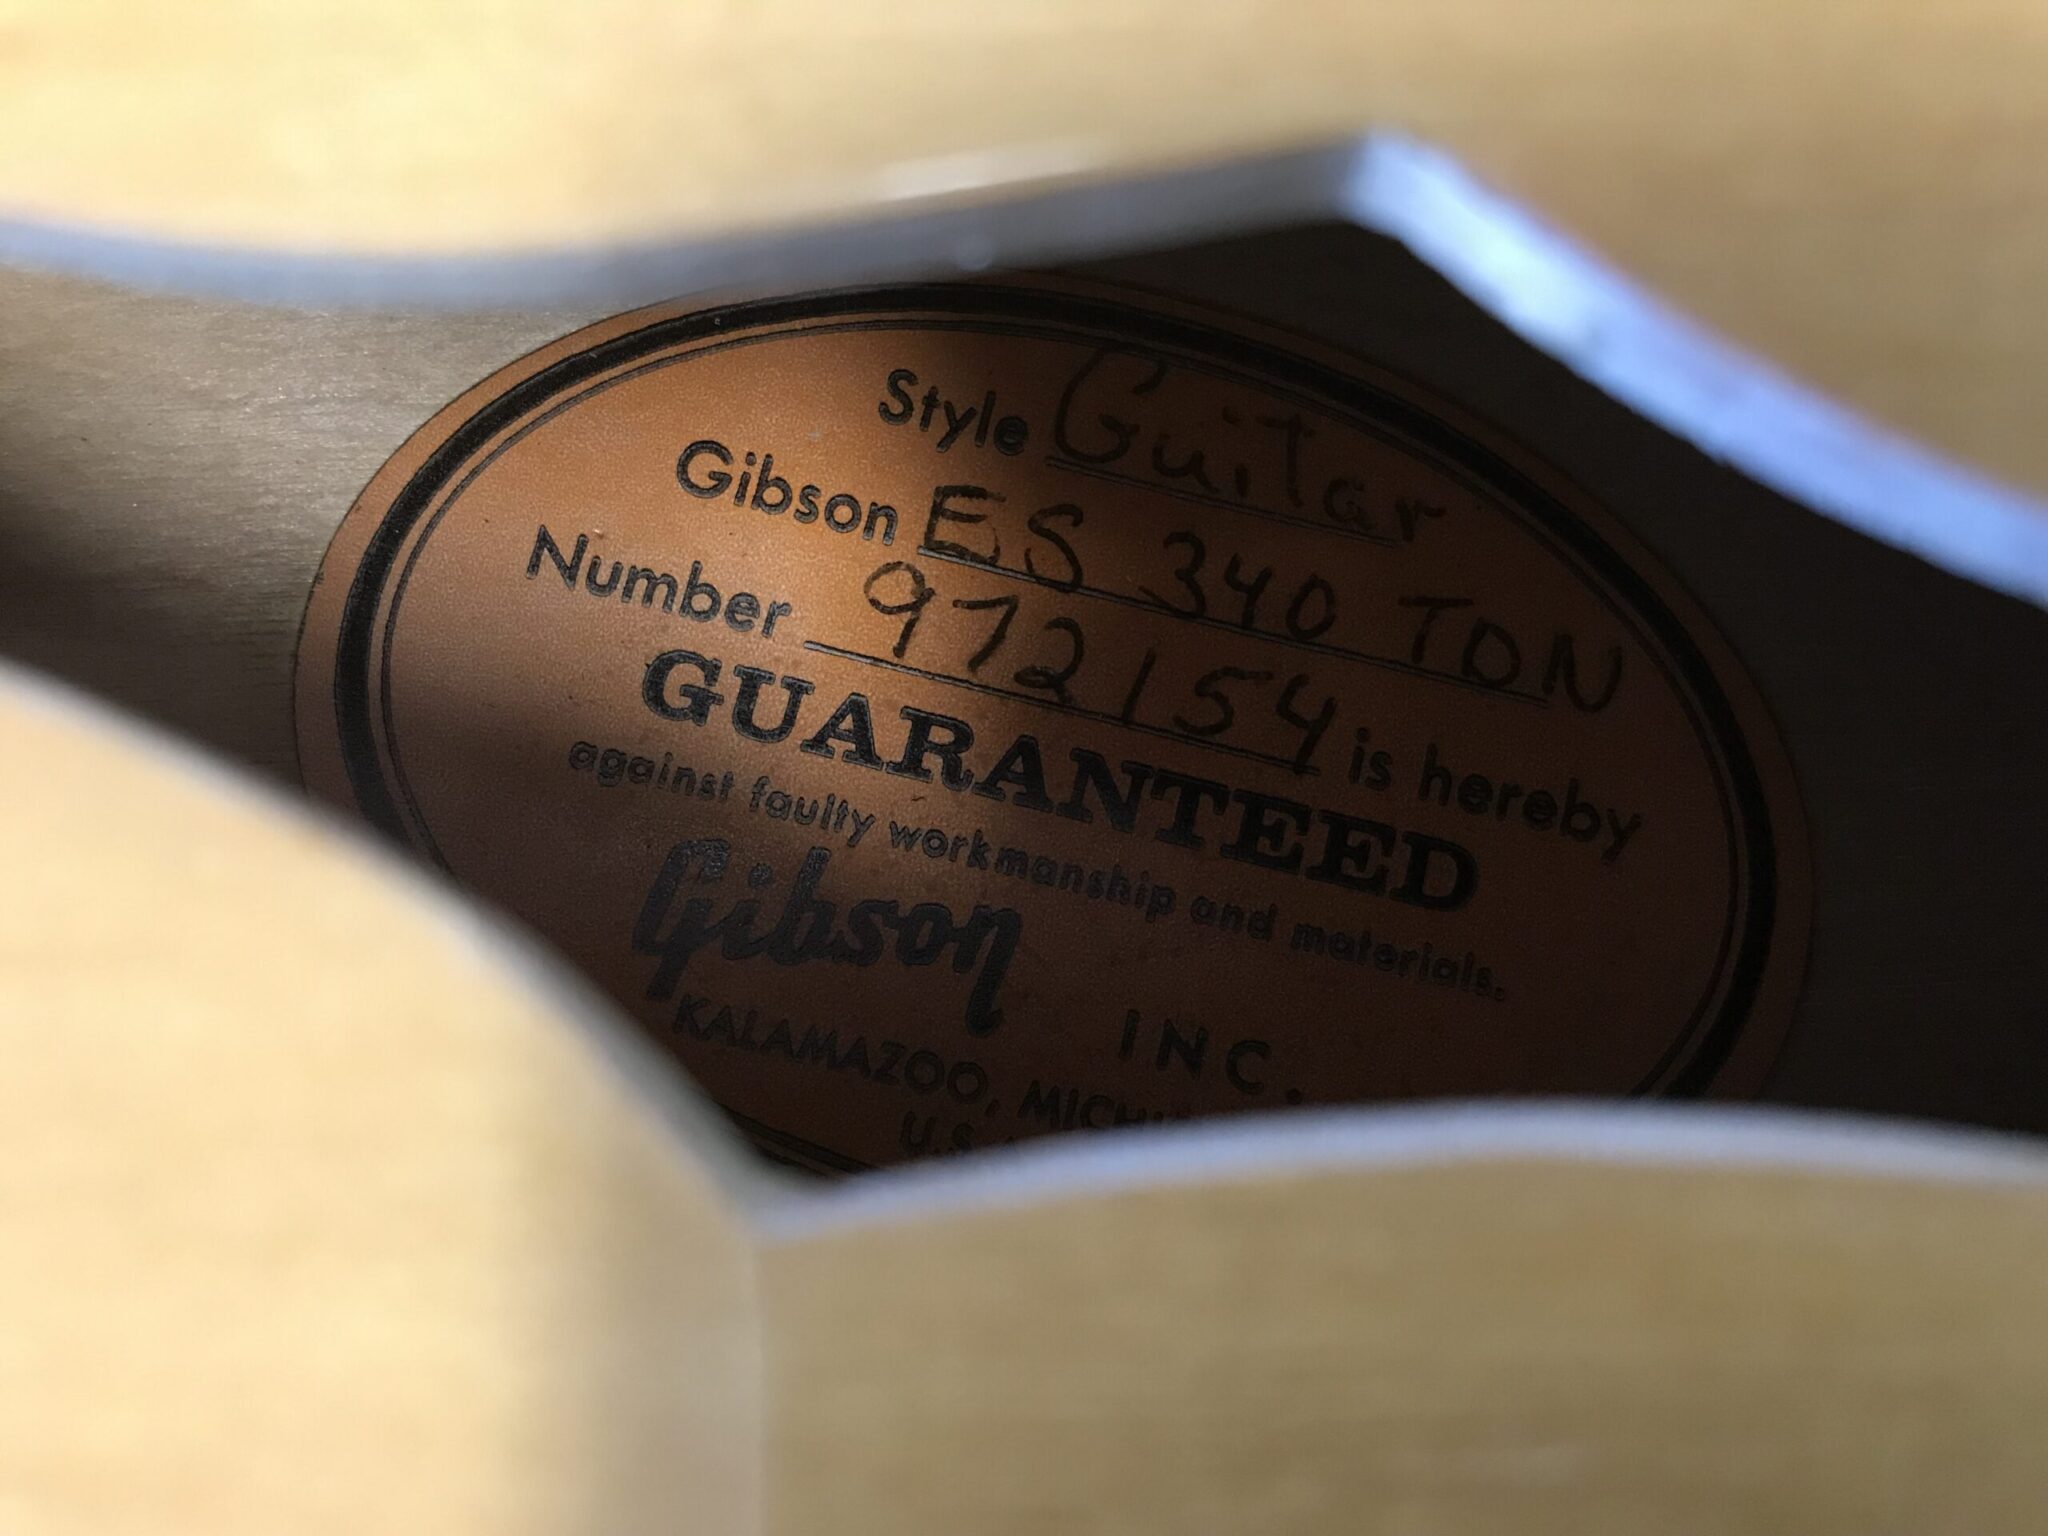 Style Guitar
Gibson ES 340 TDN
Number 972154 is hereby
GUARANTEED
against faulty workmanship and materials.
Gibson INC.
KALAMAZOO,